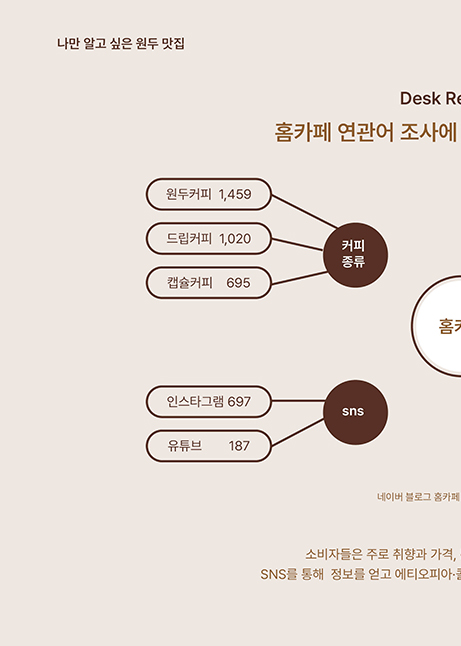 나만 알고 싶은 원두 맛집
Desk Re
홈카페 연관어 조사에
원두커피 1,459
드립커피 1,020
캡슐커피 695
커피
종류
홈카
인스타그램 697
유튜브 187
sns
네이버 블로그 홈카페
소비자들은 주로 취향과 가격,
SNS를 통해 정보를 얻고 에티오피아·콜